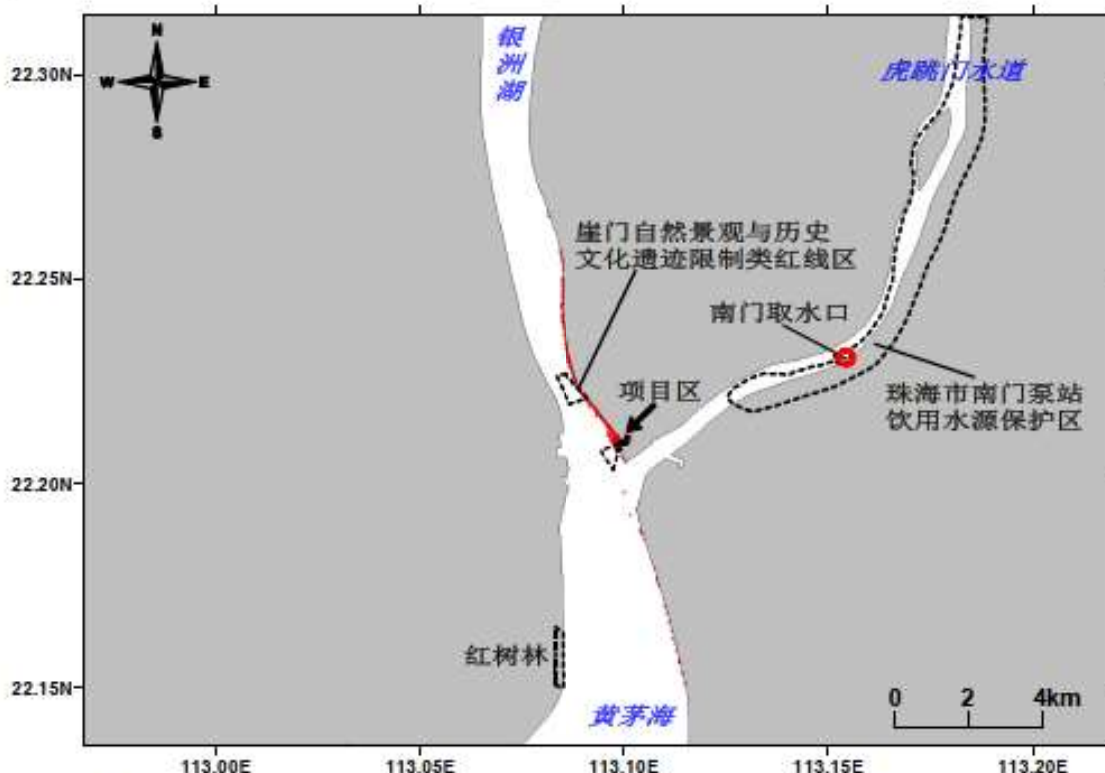 N
W
E
S
22.30N
22.25N
22.20N
22.15N
银洲湖
虎跳门水道
崖门自然景观与历史
文化遗迹限制类红线区
南门取水口
项目区
珠海市南门泵站
饮用水源保护区
红树林
黄茅海
0 2 4km
113.00E 113.05E 113.10E 113.15E 113.20E